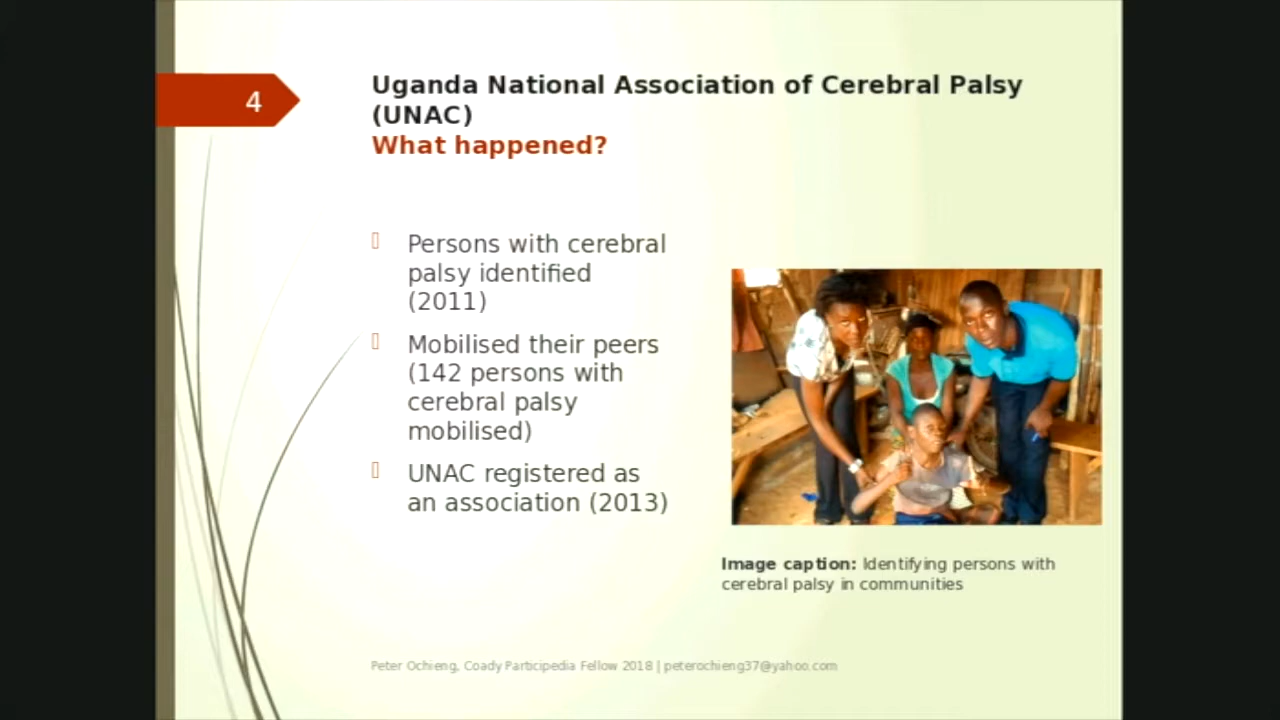 4
Uganda National Association of Cerebral Palsy
(UNAC)
What happened?
Persons with cerebral
palsy identified
(2011)
Mobilised their peers
(142 persons with
cerebral palsy
mobilised)
UNAC registered as
an association (2013)
Image caption: Identifying persons with
cerebral palsy in communities
Peter Ochieng, Coady Participedia Fellow 2018 | peterochieng37@yahoo.com